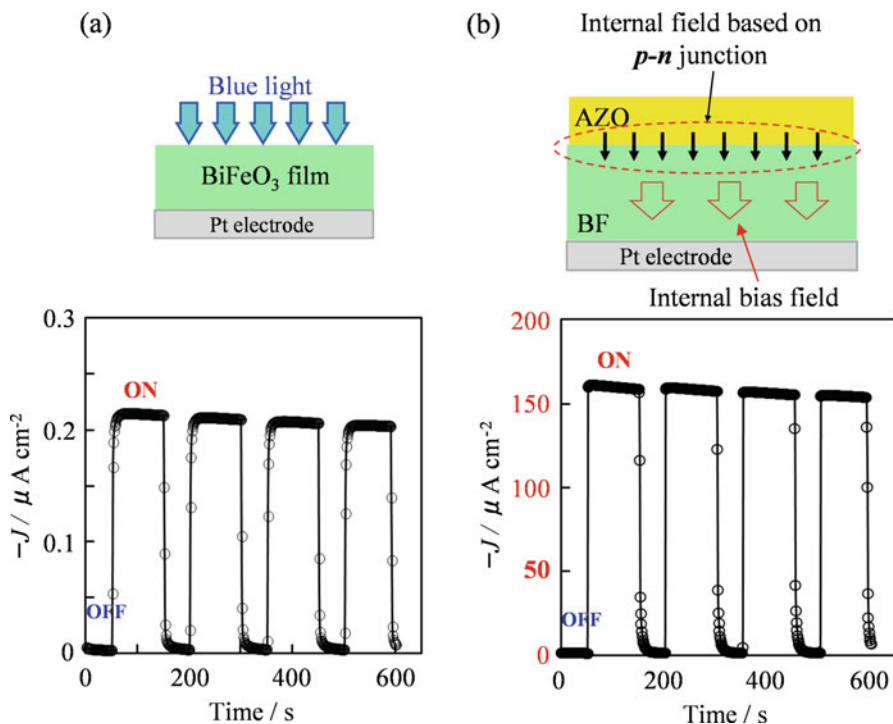 (a)
Blue light
BiFeO₃ film
Pt electrode
0.3
0.2
0.1
0
ON
OFF
−J / μ A cm⁻²
0
200
400
600
Time / s
(b)
Internal field based on
p-n junction
AZO
BF
Pt electrode
Internal bias field
200
150
100
50
0
ON
OFF
−J / μ A cm⁻²
0
200
400
600
Time / s